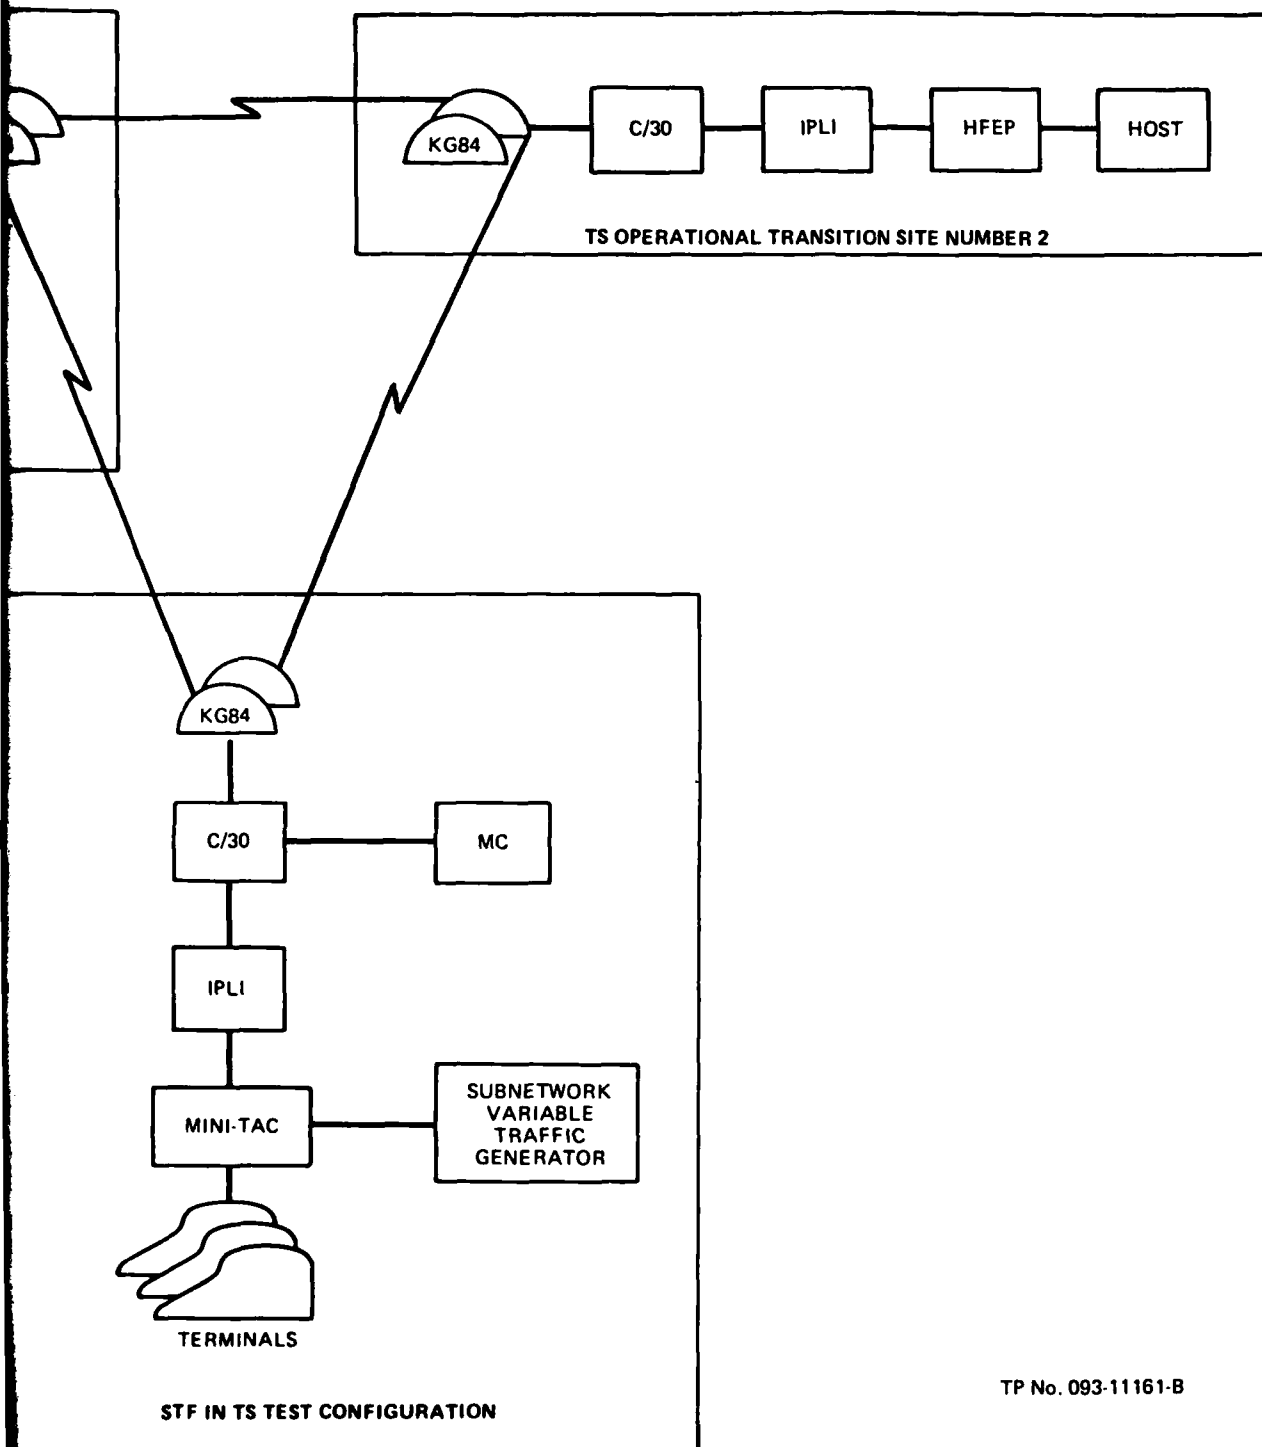 KG84
C/30
IPLI
HFEP
HOST
TS OPERATIONAL TRANSITION SITE NUMBER 2
KG84
C/30
MC
IPLI
MINI-TAC
SUBNETWORK
VARIABLE
TRAFFIC
GENERATOR
TERMINALS
TP No. 093-11161-B
STF IN TS TEST CONFIGURATION